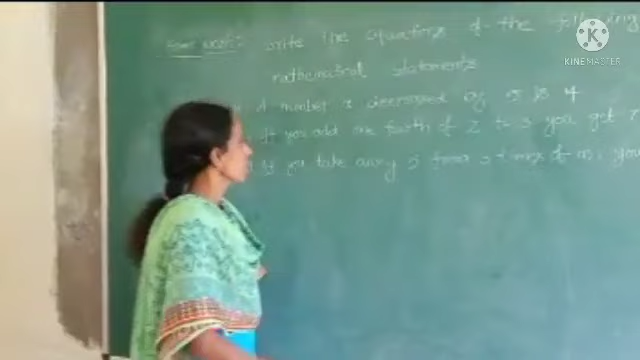 Home work:- write the equations of the following
mathematical statements
A number x decreased by 5 is 4
If you add one fourth of z to 3 you get
If you take away 5 from times of m, you
KINEMASTER